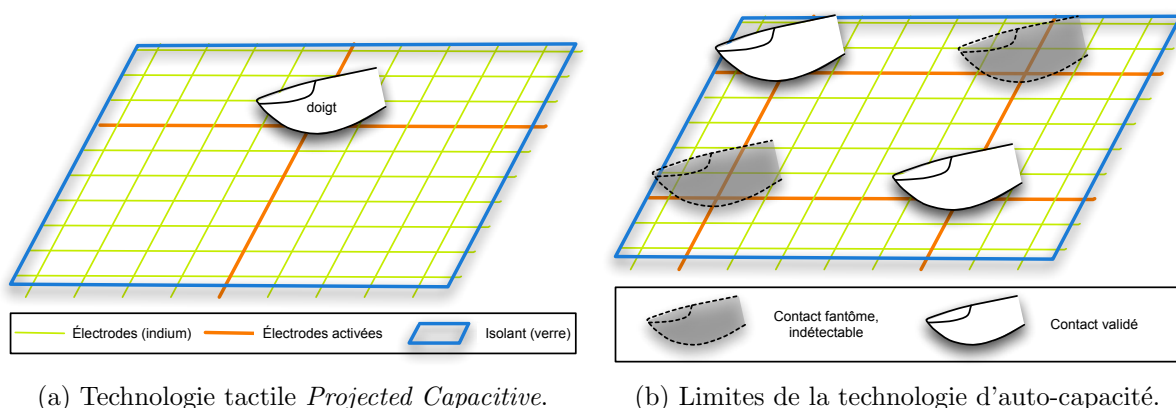 doigt
Électrodes (indium)
Électrodes activées
Isolant (verre)
Contact fantôme,
indétectable
Contact validé
(a) Technologie tactile Projected Capacitive.
(b) Limites de la technologie d'auto-capacité.